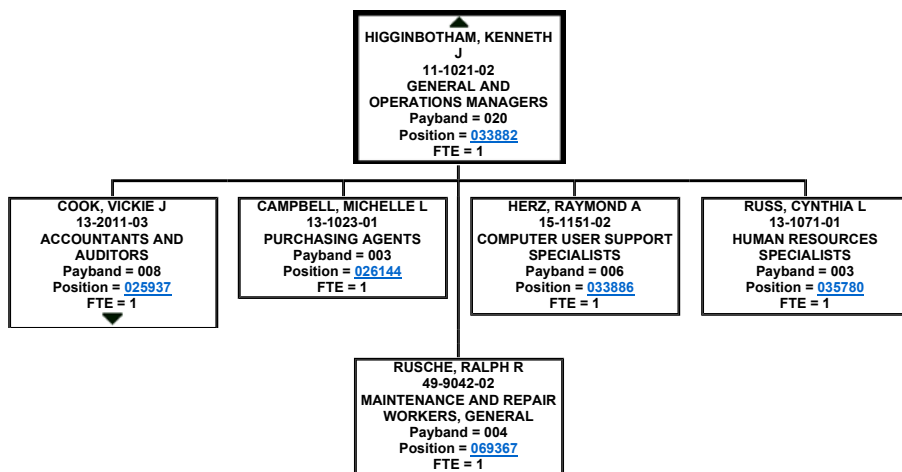 HIGGINBOTHAM, KENNETH
J
11-1021-02
GENERAL AND
OPERATIONS MANAGERS
Payband = 020
Position = 033882
FTE = 1
COOK, VICKIE J
13-2011-03
ACCOUNTANTS AND
AUDITORS
Payband = 008
Position = 025937
FTE = 1
CAMPBELL, MICHELLE L
13-1023-01
PURCHASING AGENTS
Payband = 003
Position = 026144
FTE = 1
HERZ, RAYMOND A
15-1151-02
COMPUTER USER SUPPORT
SPECIALISTS
Payband = 006
Position = 033886
FTE = 1
RUSS, CYNTHIA L
13-1071-01
HUMAN RESOURCES
SPECIALISTS
Payband = 003
Position = 035780
FTE = 1
RUSCHE, RALPH R
49-9042-02
MAINTENANCE AND REPAIR
WORKERS, GENERAL
Payband = 004
Position = 069367
FTE = 1